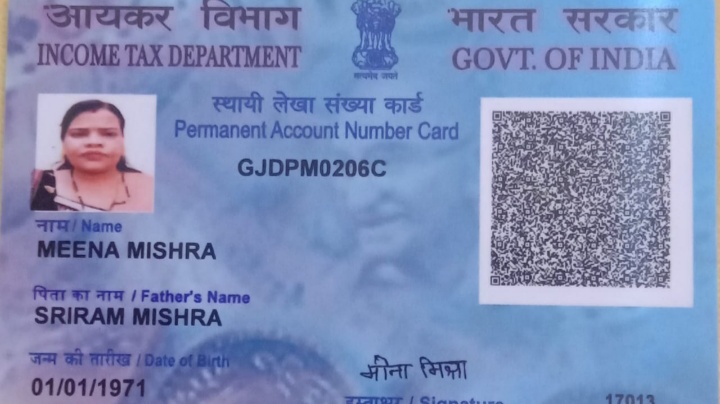 आयकर विभाग
INCOME TAX DEPARTMENT
भारत सरकार
GOVT. OF INDIA
सत्यमेव जयते
स्थायी लेखा संख्या कार्ड
Permanent Account Number Card
GJDPM0206C
नाम / Name
MEENA MISHRA
पिता का नाम / Father's Name
SRIRAM MISHRA
जन्म की तारीख / Date of Birth
01/01/1971
मीना मिश्रा
हस्ताक्षर / Signature
17013